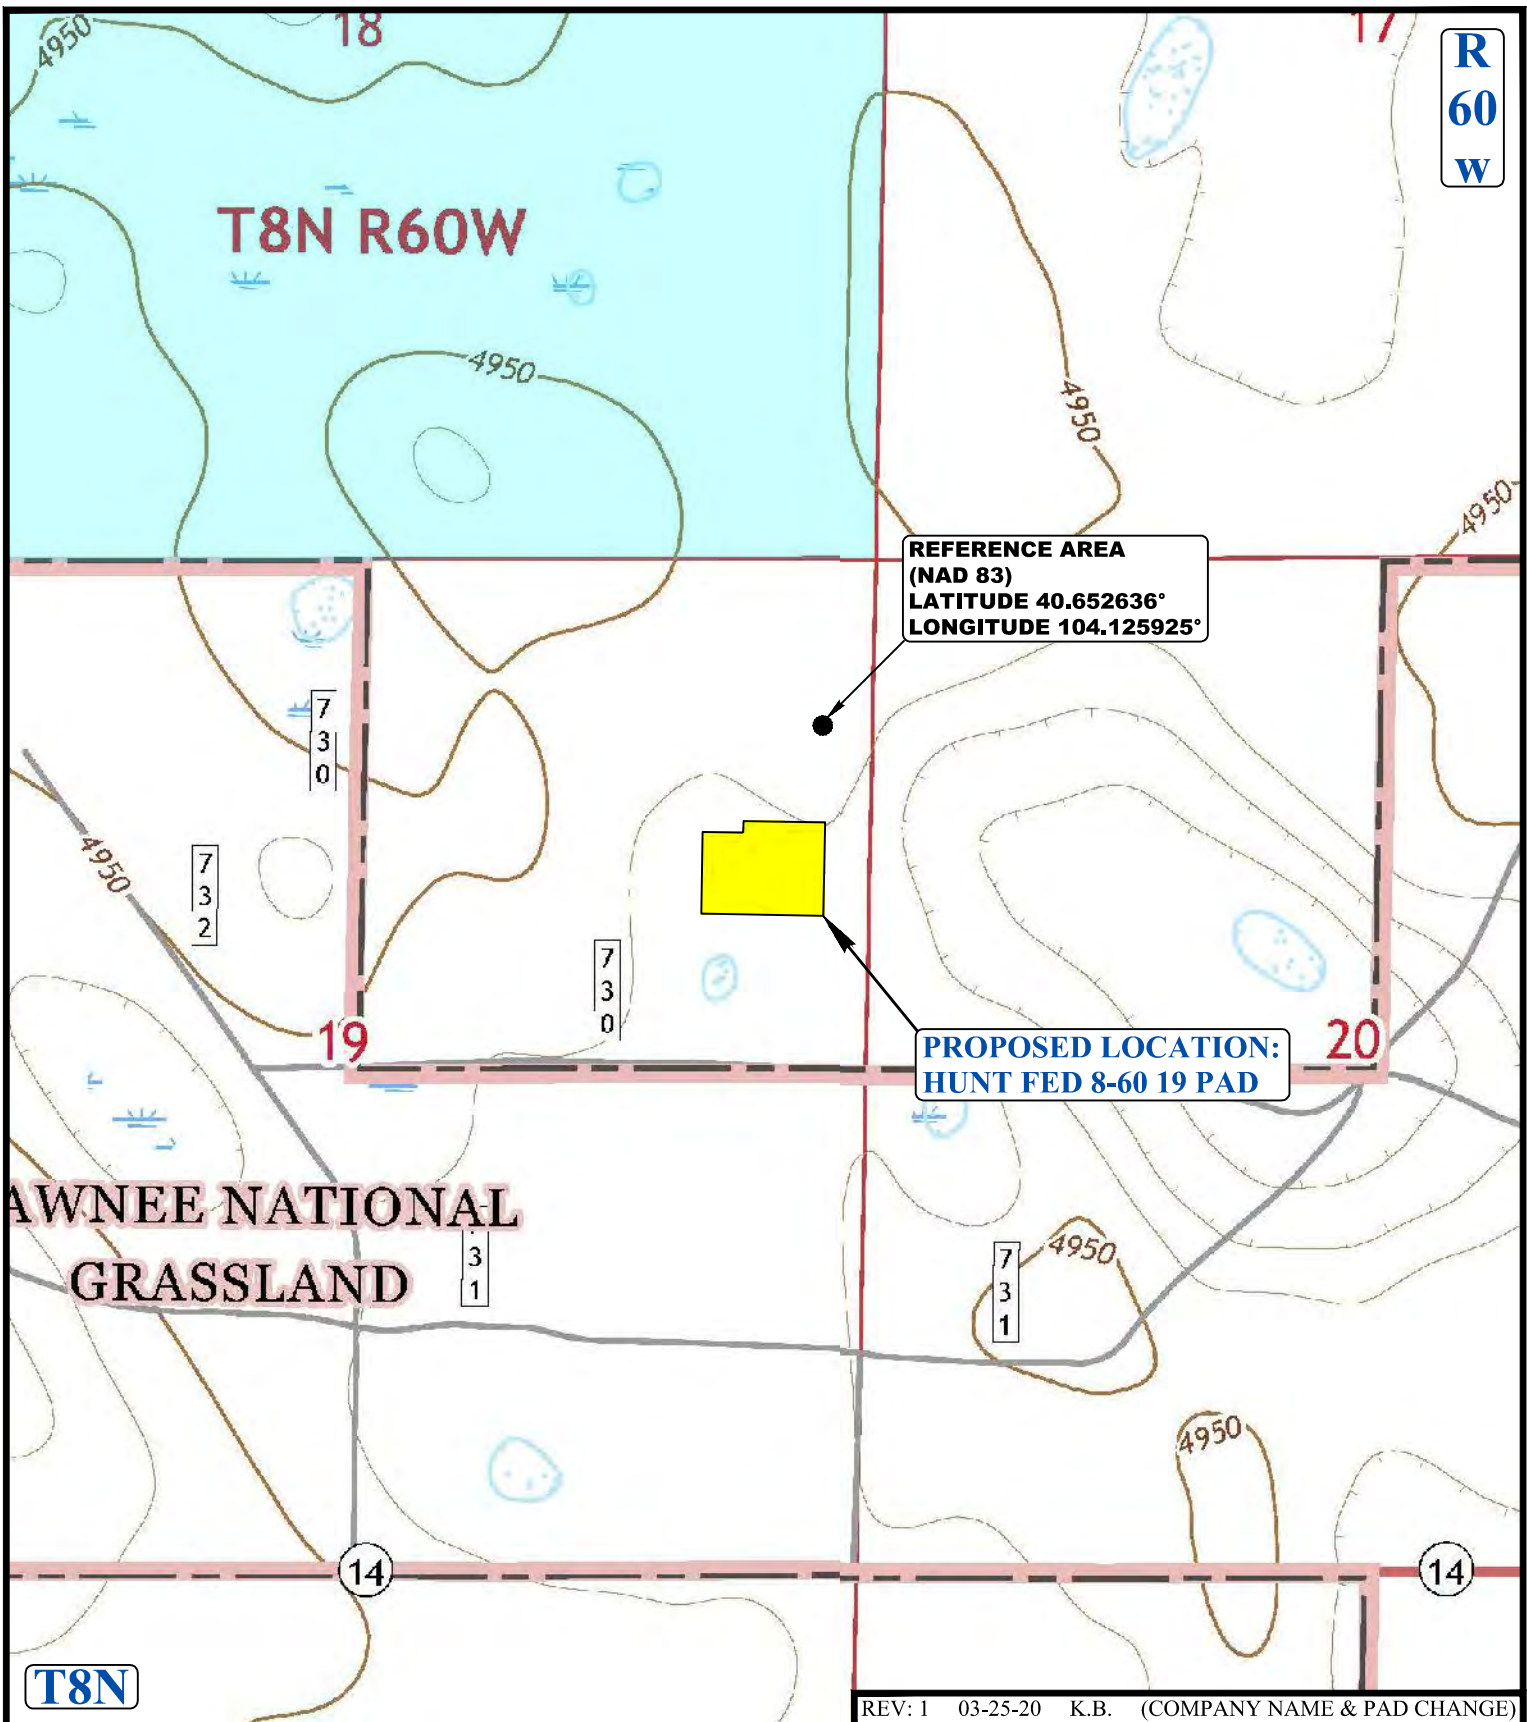 4950
18
17
R
60
W
T8N R60W
4950
4950
4950
REFERENCE AREA
(NAD 83)
LATITUDE 40.652636°
LONGITUDE 104.125925°
7
3
0
4950
7
3
2
7
3
0
19
20
PROPOSED LOCATION:
HUNT FED 8-60 19 PAD
AWNEE NATIONAL
GRASSLAND
3
1
7
3
1
4950
4950
14
14
T8N
REV: 1 03-25-20 K.B. (COMPANY NAME & PAD CHANGE)